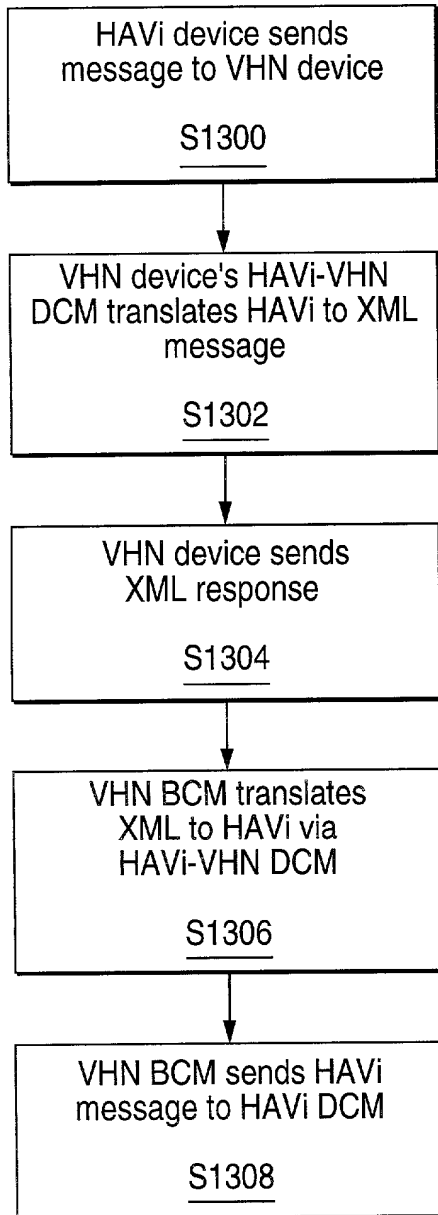 HAVi device sends
message to VHN device
S1300
VHN device's HAVi-VHN
DCM translates HAVi to XML
message
S1302
VHN device sends
XML response
S1304
VHN BCM translates
XML to HAVi via
HAVi-VHN DCM
S1306
VHN BCM sends HAVi
message to HAVi DCM
S1308